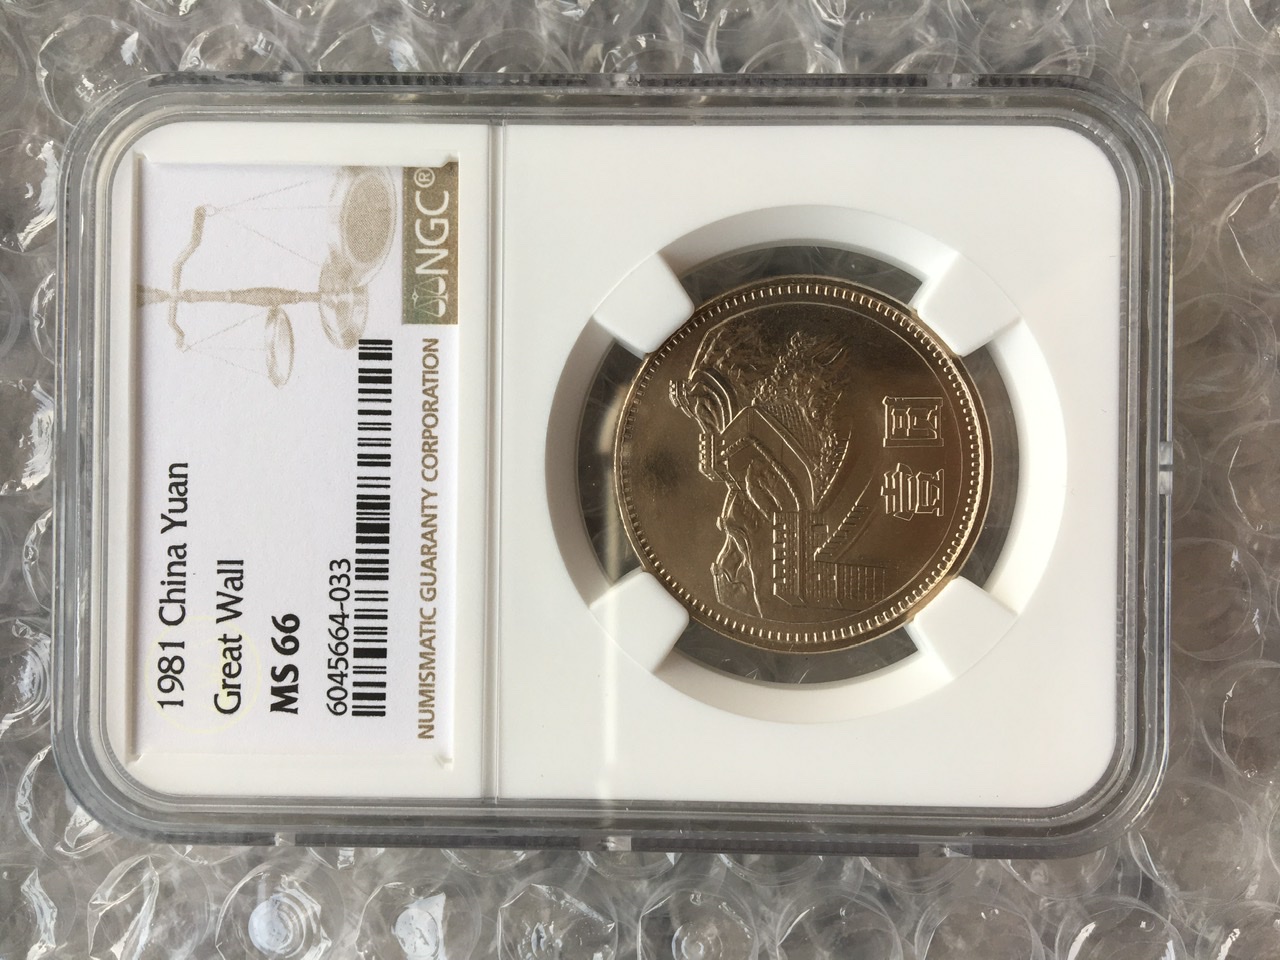 NGC®
NUMISMATIC GUARANTY CORPORATION
1981 China Yuan
Great Wall
MS 66
6045664-033
壹圆